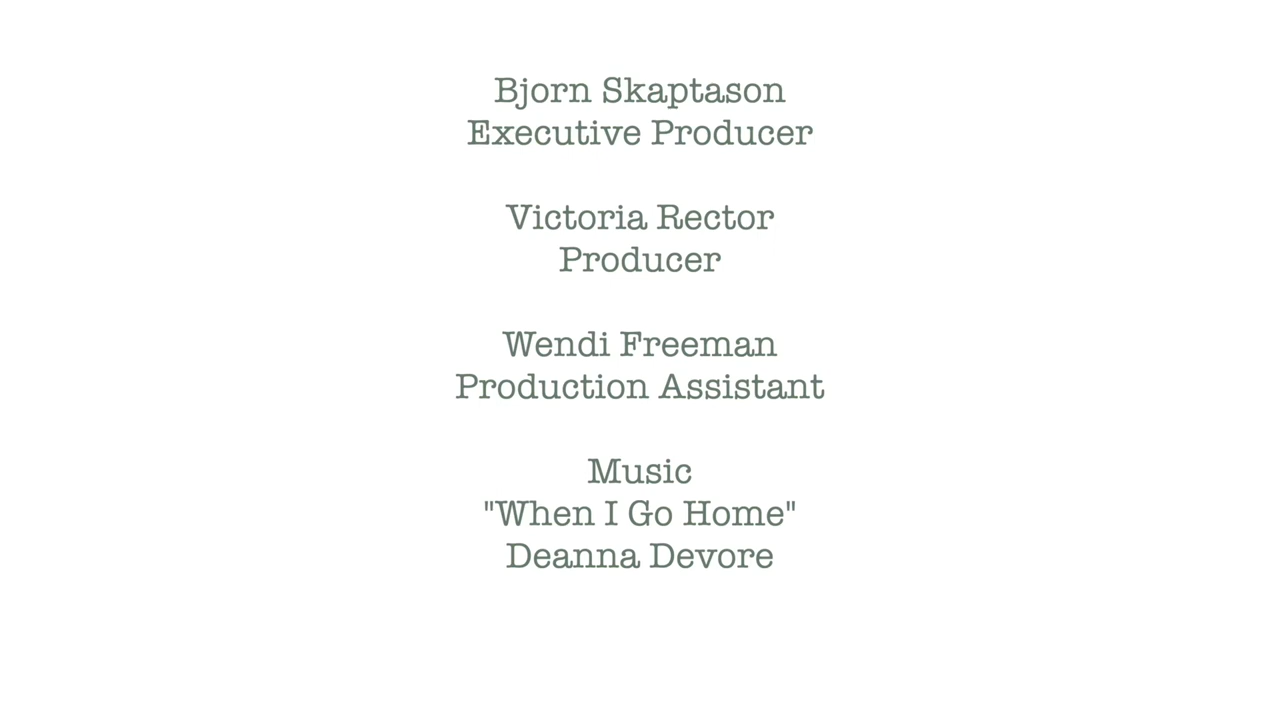 Bjorn Skaptason
Executive Producer
Victoria Rector
Producer
Wendi Freeman
Production Assistant
Music
"When I Go Home"
Deanna Devore